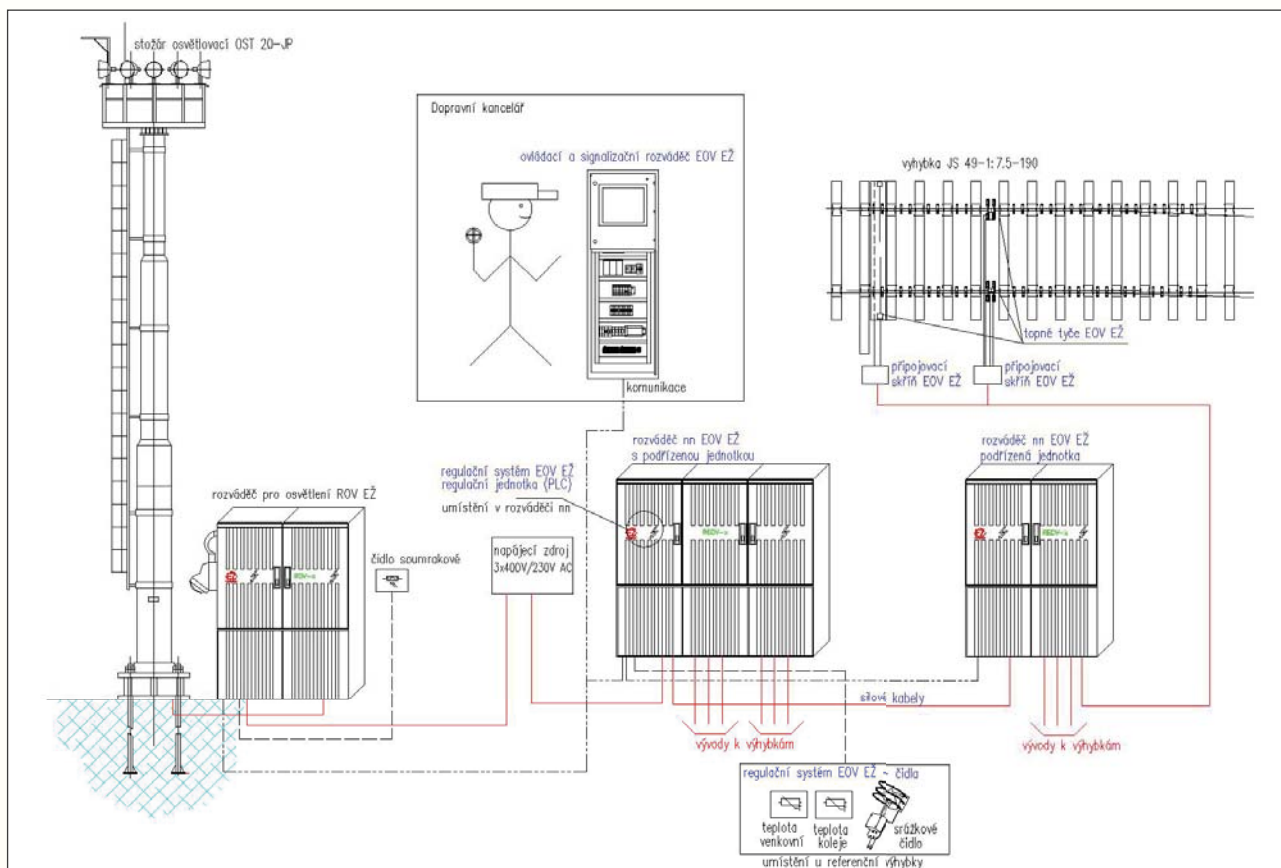 stožár osvětlovací OST 20-JP
Dopravní kancelář
ovládací a signalizační rozváděč EOV EŽ
komunikace
vyhybka JS 49-1:7.5-190
topné tyče EOV EŽ
připojovací
skříň EOV EŽ
připojovací
skříň EOV EŽ
rozváděč nn EOV EŽ
s podřízenou jednotkou
rozváděč nn EOV EŽ
podřízená jednotka
regulační systém EOV EŽ
regulační jednotka (PLC)
umístění v rozváděči nn
rozváděč pro osvětlení ROV EŽ
čidlo soumrakové
napájecí zdroj
3x400V/230V AC
silové kabely
vývody k výhybkám
vývody k výhybkám
regulační systém EOV EŽ - čidla
teplota
venkovní
teplota
koleje
srážkové
čidlo
umístění u referenční výhybky